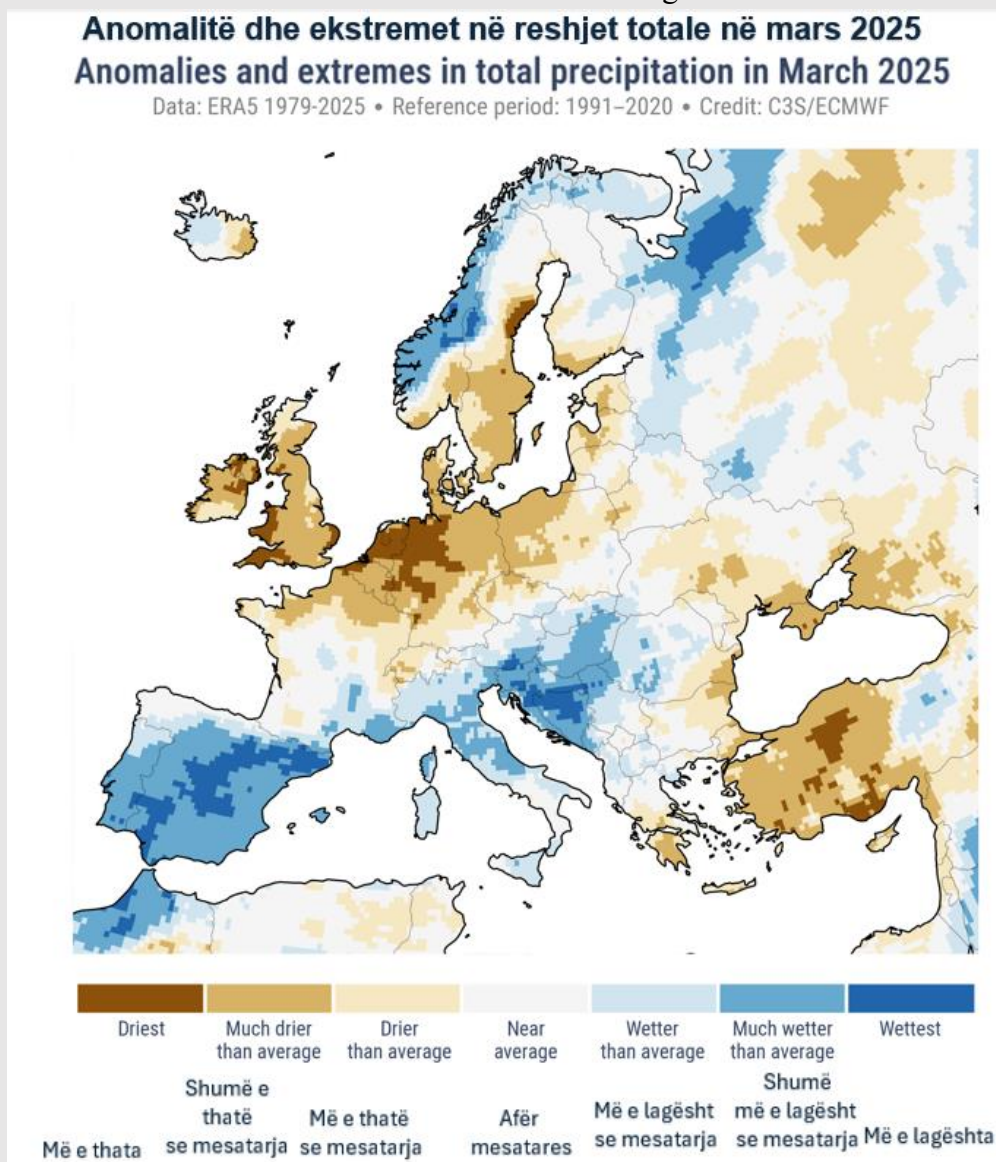 Anomalitë dhe ekstremet në reshjet totale në mars 2025
Anomalies and extremes in total precipitation in March 2025
Data: ERA5 1979-2025 • Reference period: 1991–2020 • Credit: C3S/ECMWF
Driest
Much drier
than average
Drier
than average
Near
average
Wetter
than average
Much wetter
than average
Wettest
Më e thata
Shumë e
thatë
se mesatarja
Më e thatë
se mesatarja
Afër
mesatares
Më e lagësht
se mesatarja
Shumë
më e lagësht
se mesatarja
Më e lagështa